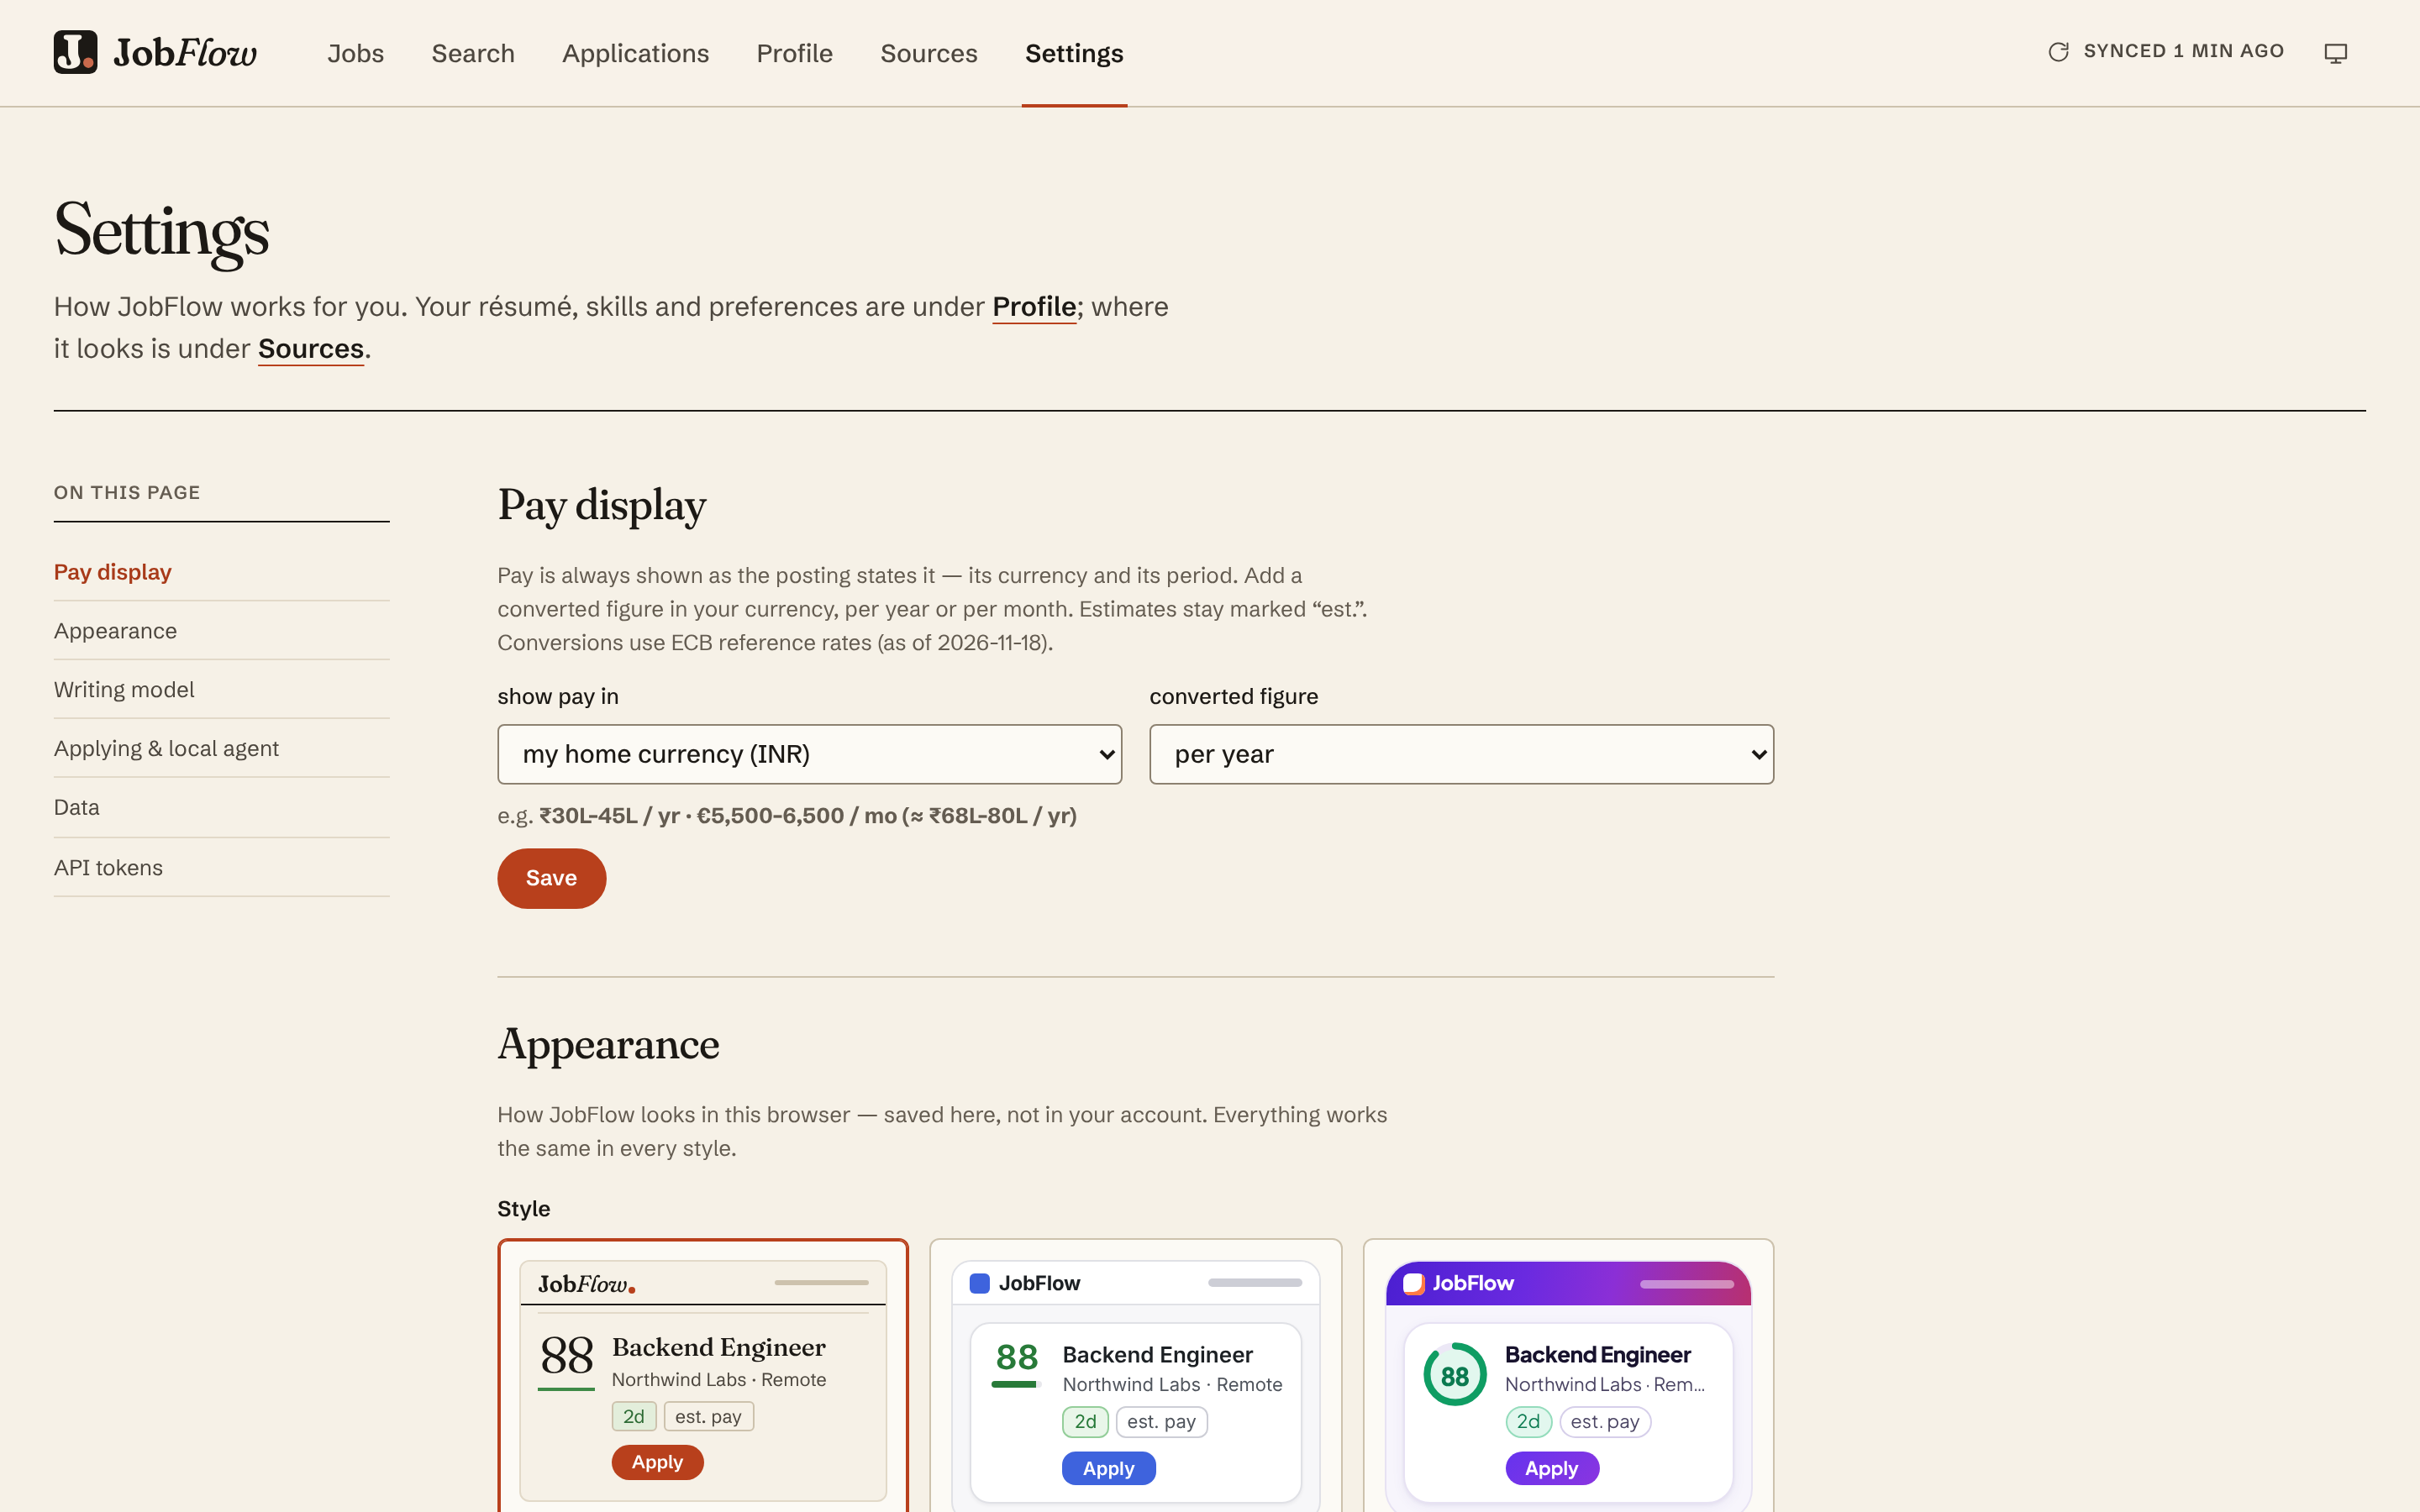 J. JobFlow Jobs Search Applications Profile Sources Settings SYNCED 1 MIN AGO
Settings
How JobFlow works for you. Your résumé, skills and preferences are under Profile; where
it looks is under Sources.
ON THIS PAGE
Pay display
Appearance
Writing model
Applying & local agent
Data
API tokens
Pay display
Pay is always shown as the posting states it — its currency and its period. Add a
converted figure in your currency, per year or per month. Estimates stay marked “est.”.
Conversions use ECB reference rates (as of 2026-11-18).
show pay in
my home currency (INR)
converted figure
per year
e.g. ₹30L–45L / yr · €5,500–6,500 / mo (≈ ₹68L–80L / yr)
Save
Appearance
How JobFlow looks in this browser — saved here, not in your account. Everything works
the same in every style.
Style
JobFlow.
88
Backend Engineer
Northwind Labs · Remote
2d est. pay
Apply
JobFlow
88
Backend Engineer
Northwind Labs · Remote
2d est. pay
Apply
JobFlow
88
Backend Engineer
Northwind Labs · Rem...
2d est. pay
Apply